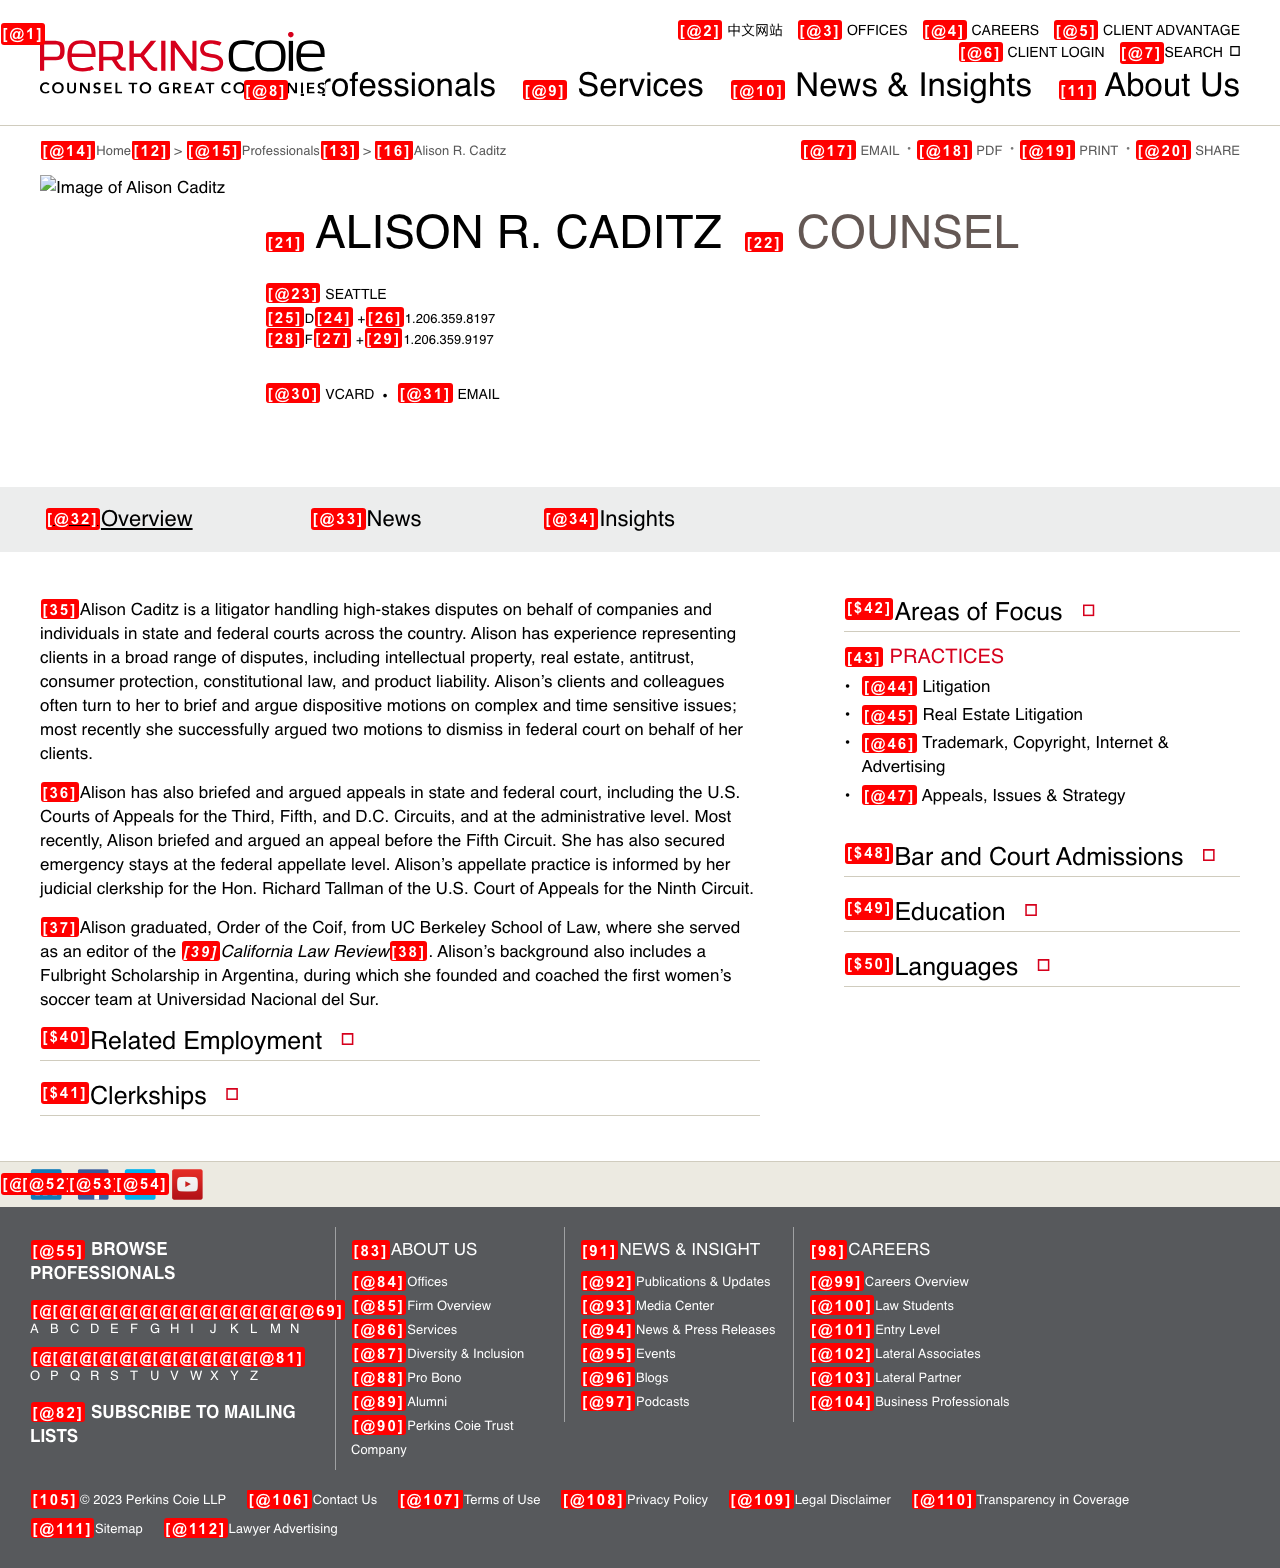 [@1]
PERKINSCOIE
COUNSEL TO GREAT COMPANIES
[@2] 中文网站 [@3] OFFICES [@4] CAREERS [@5] CLIENT ADVANTAGE
[@6] CLIENT LOGIN [@7]SEARCH
[@8] rofessionals [@9] Services [@10] News & Insights [11] About Us
[@14]Home[12] > [@15]Professionals[13] > [16]Alison R. Caditz
[@17] EMAIL • [@18] PDF • [@19] PRINT • [@20] SHARE
Image of Alison Caditz
[21] ALISON R. CADITZ [22] COUNSEL
[@23] SEATTLE
[25]D[24] +[26]1.206.359.8197
[28]F[27] +[29]1.206.359.9197
[@30] VCARD • [@31] EMAIL
[@32]Overview [@33]News [@34]Insights
[35]Alison Caditz is a litigator handling high-stakes disputes on behalf of companies and
individuals in state and federal courts across the country. Alison has experience representing
clients in a broad range of disputes, including intellectual property, real estate, antitrust,
consumer protection, constitutional law, and product liability. Alison’s clients and colleagues
often turn to her to brief and argue dispositive motions on complex and time sensitive issues;
most recently she successfully argued two motions to dismiss in federal court on behalf of her
clients.
[36]Alison has also briefed and argued appeals in state and federal court, including the U.S.
Courts of Appeals for the Third, Fifth, and D.C. Circuits, and at the administrative level. Most
recently, Alison briefed and argued an appeal before the Fifth Circuit. She has also secured
emergency stays at the federal appellate level. Alison’s appellate practice is informed by her
judicial clerkship for the Hon. Richard Tallman of the U.S. Court of Appeals for the Ninth Circuit.
[37]Alison graduated, Order of the Coif, from UC Berkeley School of Law, where she served
as an editor of the [39]California Law Review[38]. Alison’s background also includes a
Fulbright Scholarship in Argentina, during which she founded and coached the first women’s
soccer team at Universidad Nacional del Sur.
[$40]Related Employment
[$41]Clerkships
[$42]Areas of Focus
[43] PRACTICES
• [@44] Litigation
• [@45] Real Estate Litigation
• [@46] Trademark, Copyright, Internet &
Advertising
• [@47] Appeals, Issues & Strategy
[$48]Bar and Court Admissions
[$49]Education
[$50]Languages
[@[@52][@53][@54]
[@55] BROWSE
PROFESSIONALS
[@[@[@[@[@[@[@[@[@[@[@[@[@[@69]
A B C D E F G H I J K L M N
[@[@[@[@[@[@[@[@[@[@[@[@81]
O P Q R S T U V W X Y Z
[@82] SUBSCRIBE TO MAILING
LISTS
[83]ABOUT US
[@84]Offices
[@85]Firm Overview
[@86]Services
[@87]Diversity & Inclusion
[@88]Pro Bono
[@89]Alumni
[@90]Perkins Coie Trust
Company
[91]NEWS & INSIGHT
[@92]Publications & Updates
[@93]Media Center
[@94]News & Press Releases
[@95]Events
[@96]Blogs
[@97]Podcasts
[98]CAREERS
[@99]Careers Overview
[@100]Law Students
[@101]Entry Level
[@102]Lateral Associates
[@103]Lateral Partner
[@104]Business Professionals
[105]© 2023 Perkins Coie LLP [@106]Contact Us [@107]Terms of Use [@108]Privacy Policy [@109]Legal Disclaimer [@110]Transparency in Coverage
[@111]Sitemap [@112]Lawyer Advertising